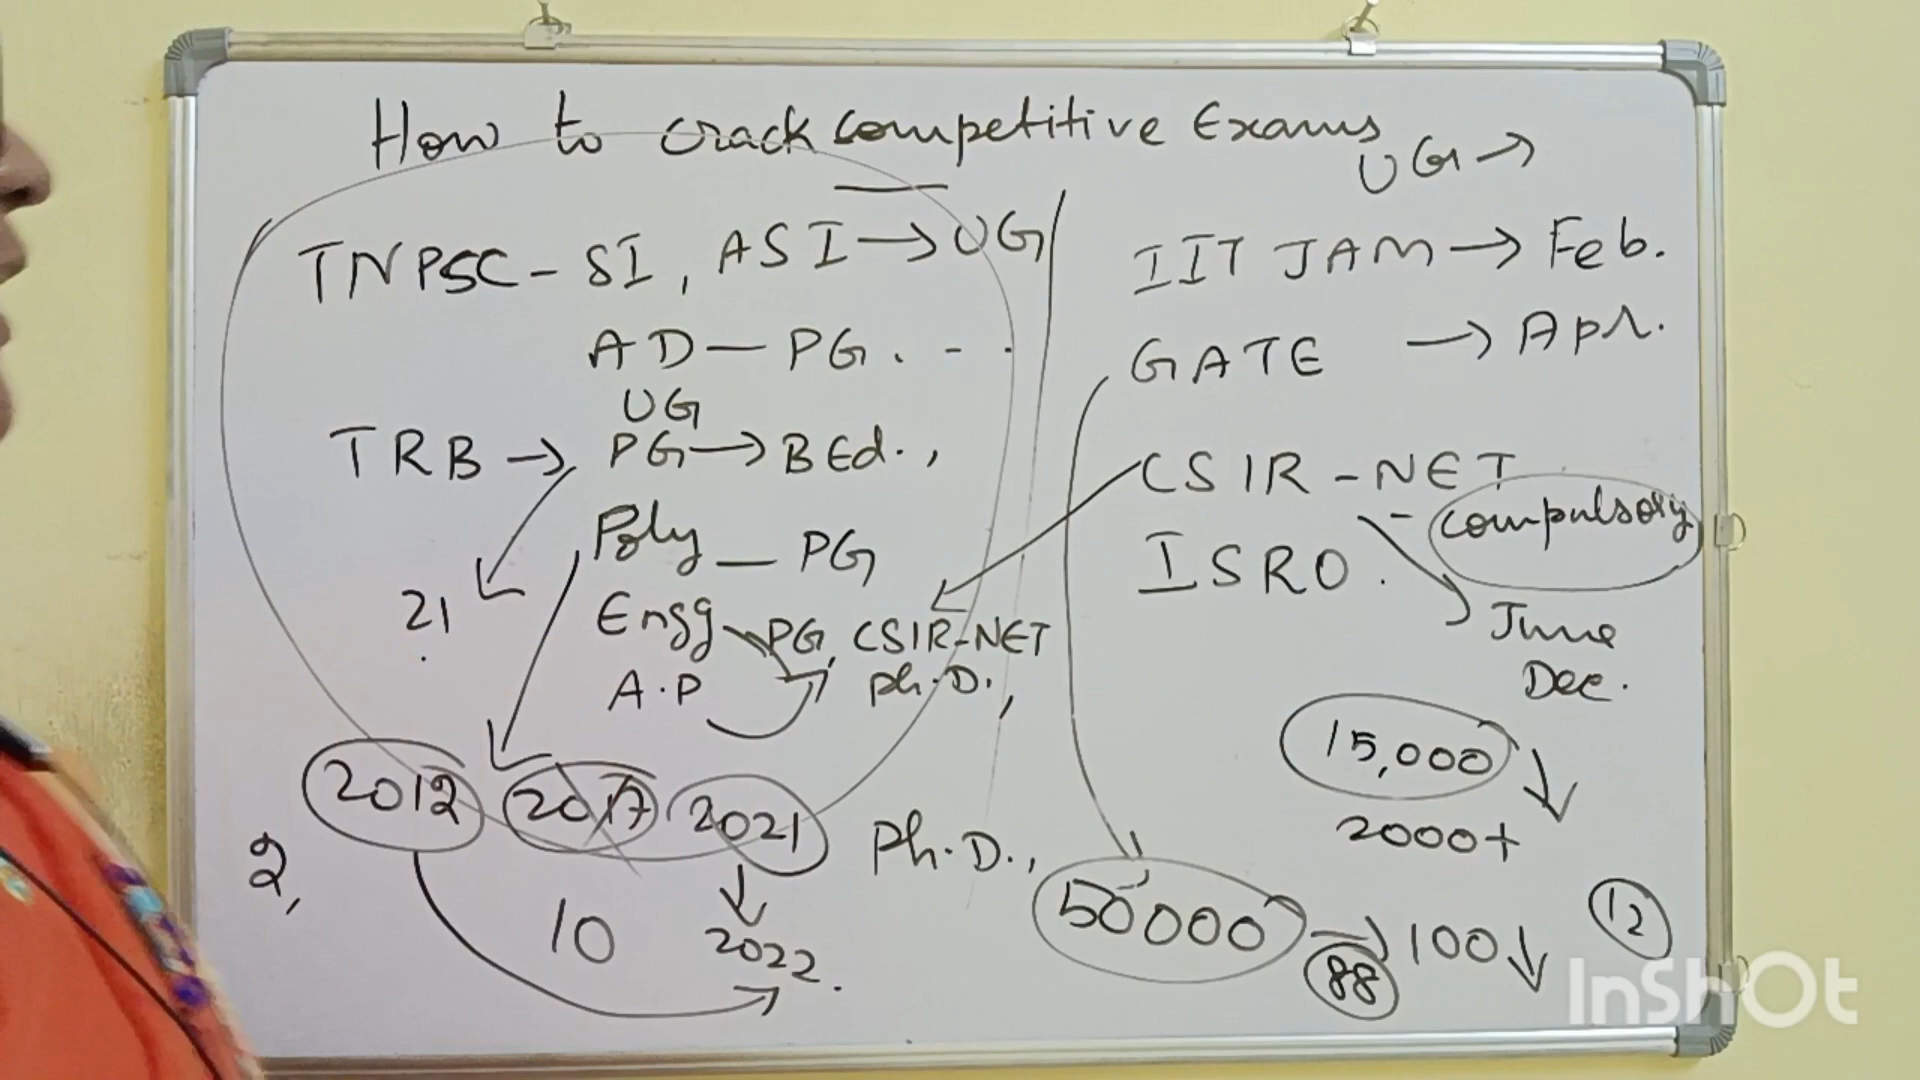 How to crack competitive Exams
UG →
TNPSC - SI, ASI → UG
AD — PG . - .
UG
TRB → PG → BEd.,
21
Poly — PG
Engg PG, CSIR-NET
A.P Ph.D.,
2012 2017 2021
2,
10
2022.
Ph.D.,
IIT JAM → Feb.
GATE → Apr.
CSIR - NET
- compulsory
ISRO .
June
Dec.
15,000
2000+
50000 → 100 ↓
88
12
InShOt